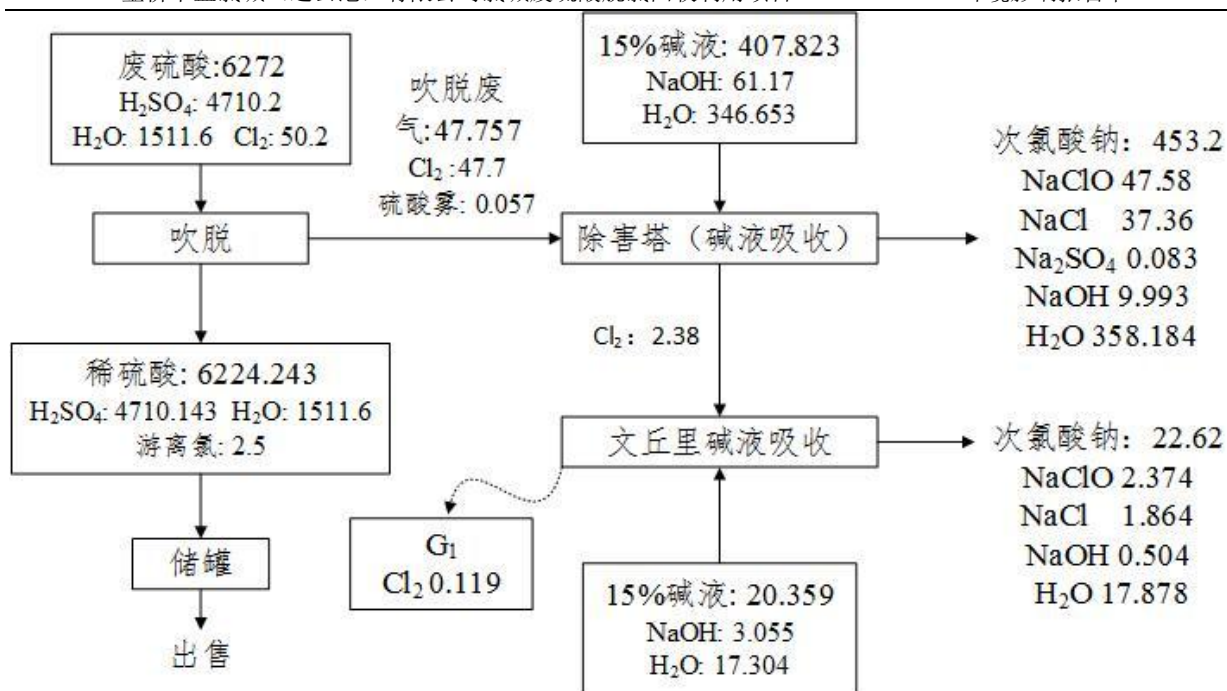 废硫酸:6272
H₂SO₄: 4710.2
H₂O: 1511.6 Cl₂: 50.2
吹脱废
气:47.757
Cl₂ :47.7
硫酸雾: 0.057
15%碱液: 407.823
NaOH: 61.17
H₂O: 346.653
吹脱
除害塔（碱液吸收）
次氯酸钠：453.2
NaClO 47.58
NaCl 37.36
Na₂SO₄ 0.083
NaOH 9.993
H₂O 358.184
Cl₂：2.38
稀硫酸: 6224.243
H₂SO₄: 4710.143 H₂O: 1511.6
游离氯: 2.5
文丘里碱液吸收
次氯酸钠：22.62
NaClO 2.374
NaCl 1.864
NaOH 0.504
H₂O 17.878
储罐
G₁
Cl₂ 0.119
15%碱液: 20.359
NaOH: 3.055
H₂O: 17.304
出售